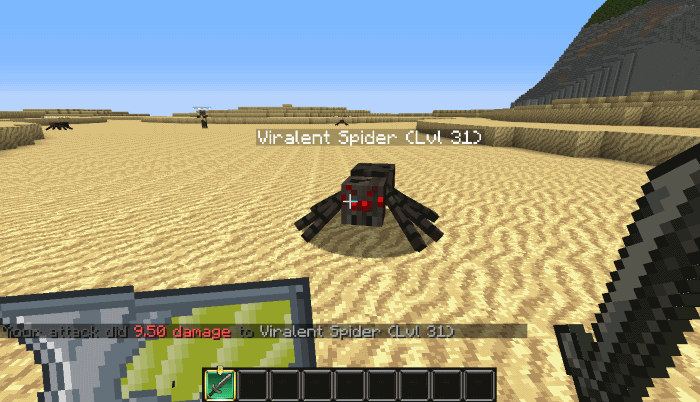 Viralent Spider (Lvl 31)
Your attack did 9.50 damage to Viralent Spider (Lvl 31)